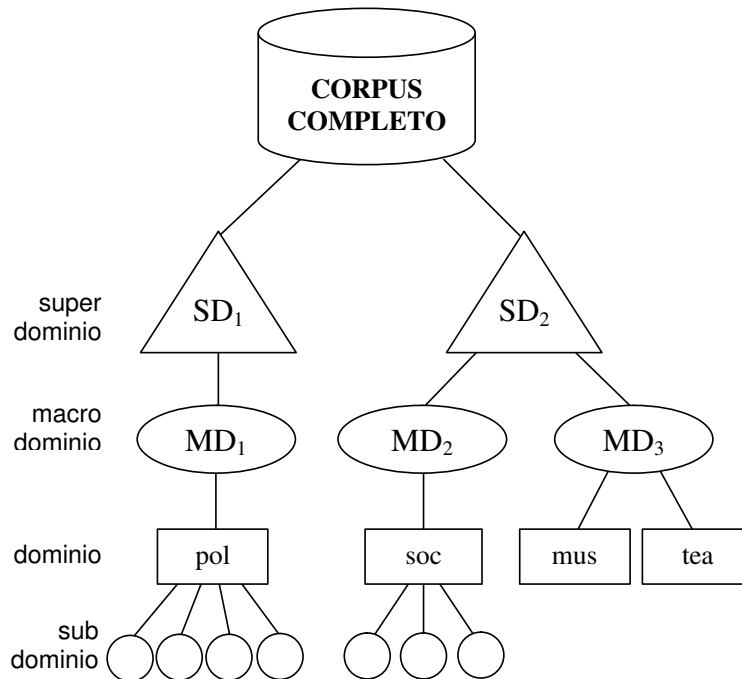 CORPUS
COMPLETO
super
dominio
SD₁
SD₂
macro
dominio
MD₁
MD₂
MD₃
dominio
pol
soc
mus
tea
sub
dominio